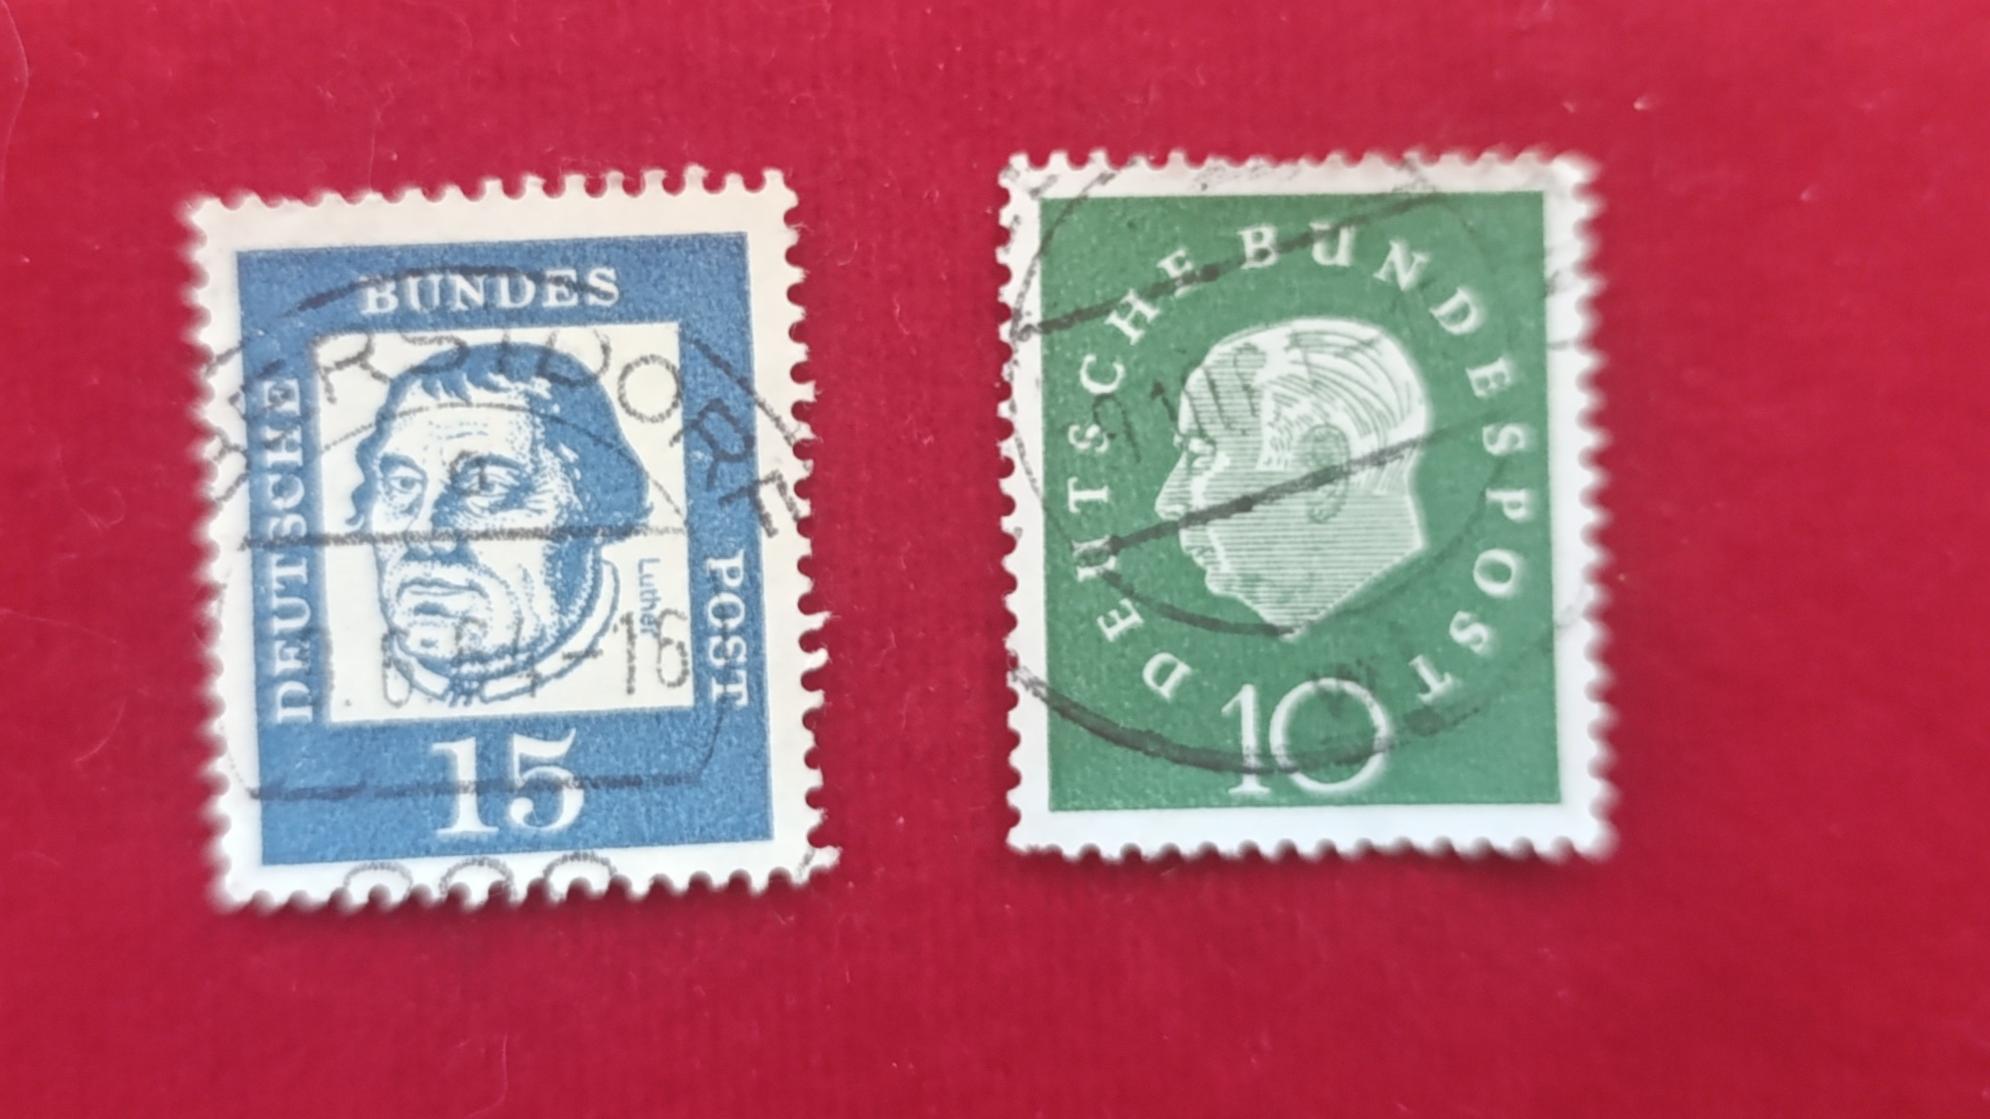 DEUTSCHE
BUNDES
POST
Luther
15
DEUTSCHE BUNDESPOST
10